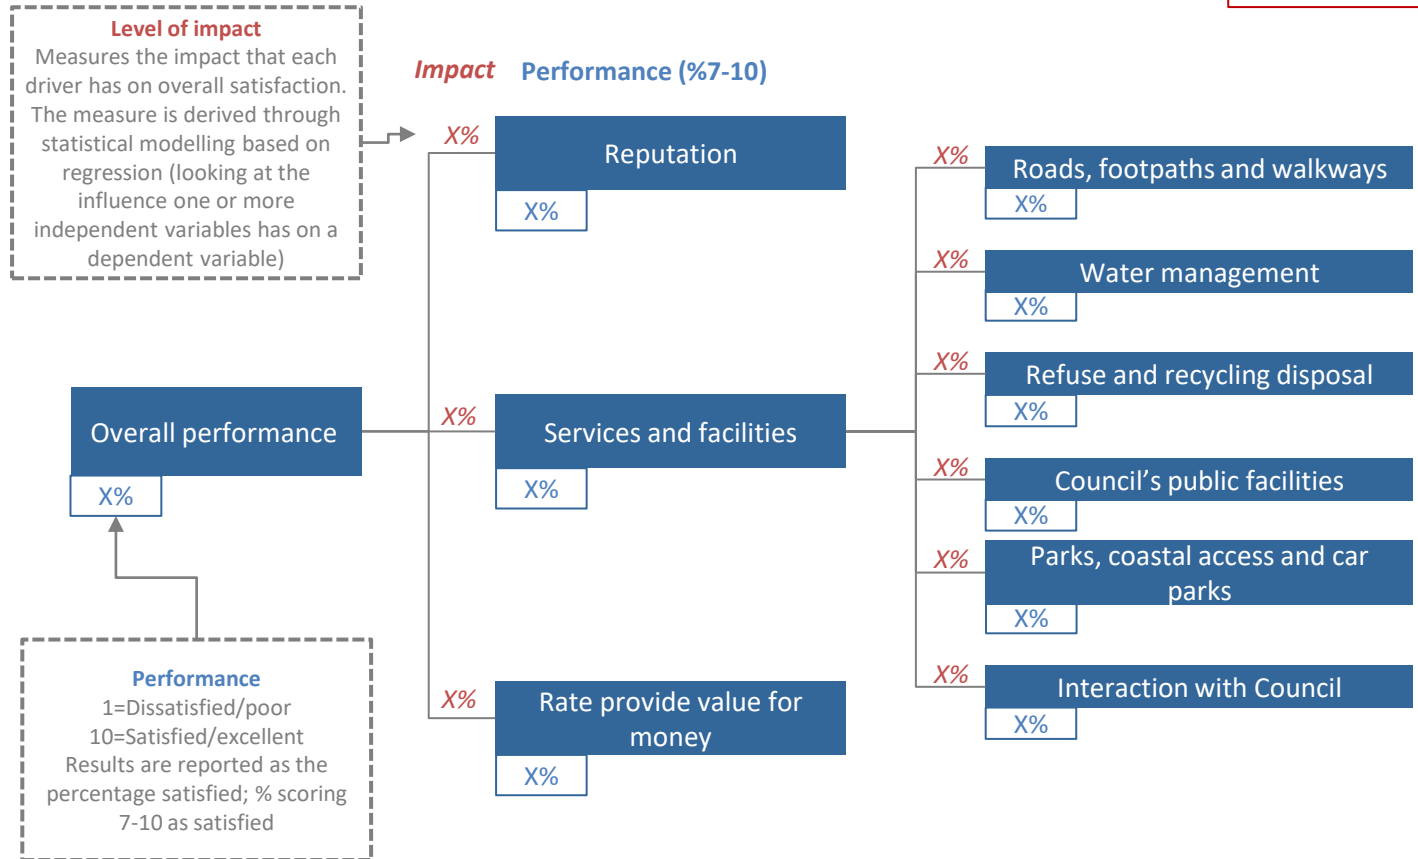 Level of impact
Measures the impact that each
driver has on overall satisfaction.
The measure is derived through
statistical modelling based on
regression (looking at the
influence one or more
independent variables has on a
dependent variable)
Impact Performance (%7-10)
X%
Reputation
X%
X%
Roads, footpaths and walkways
X%
X%
Water management
X%
X%
Refuse and recycling disposal
X%
Overall performance
X%
X%
Services and facilities
X%
X%
Council’s public facilities
X%
X%
Parks, coastal access and car
parks
X%
X%
Rate provide value for
money
X%
X%
Interaction with Council
X%
Performance
1=Dissatisfied/poor
10=Satisfied/excellent
Results are reported as the
percentage satisfied; % scoring
7-10 as satisfied